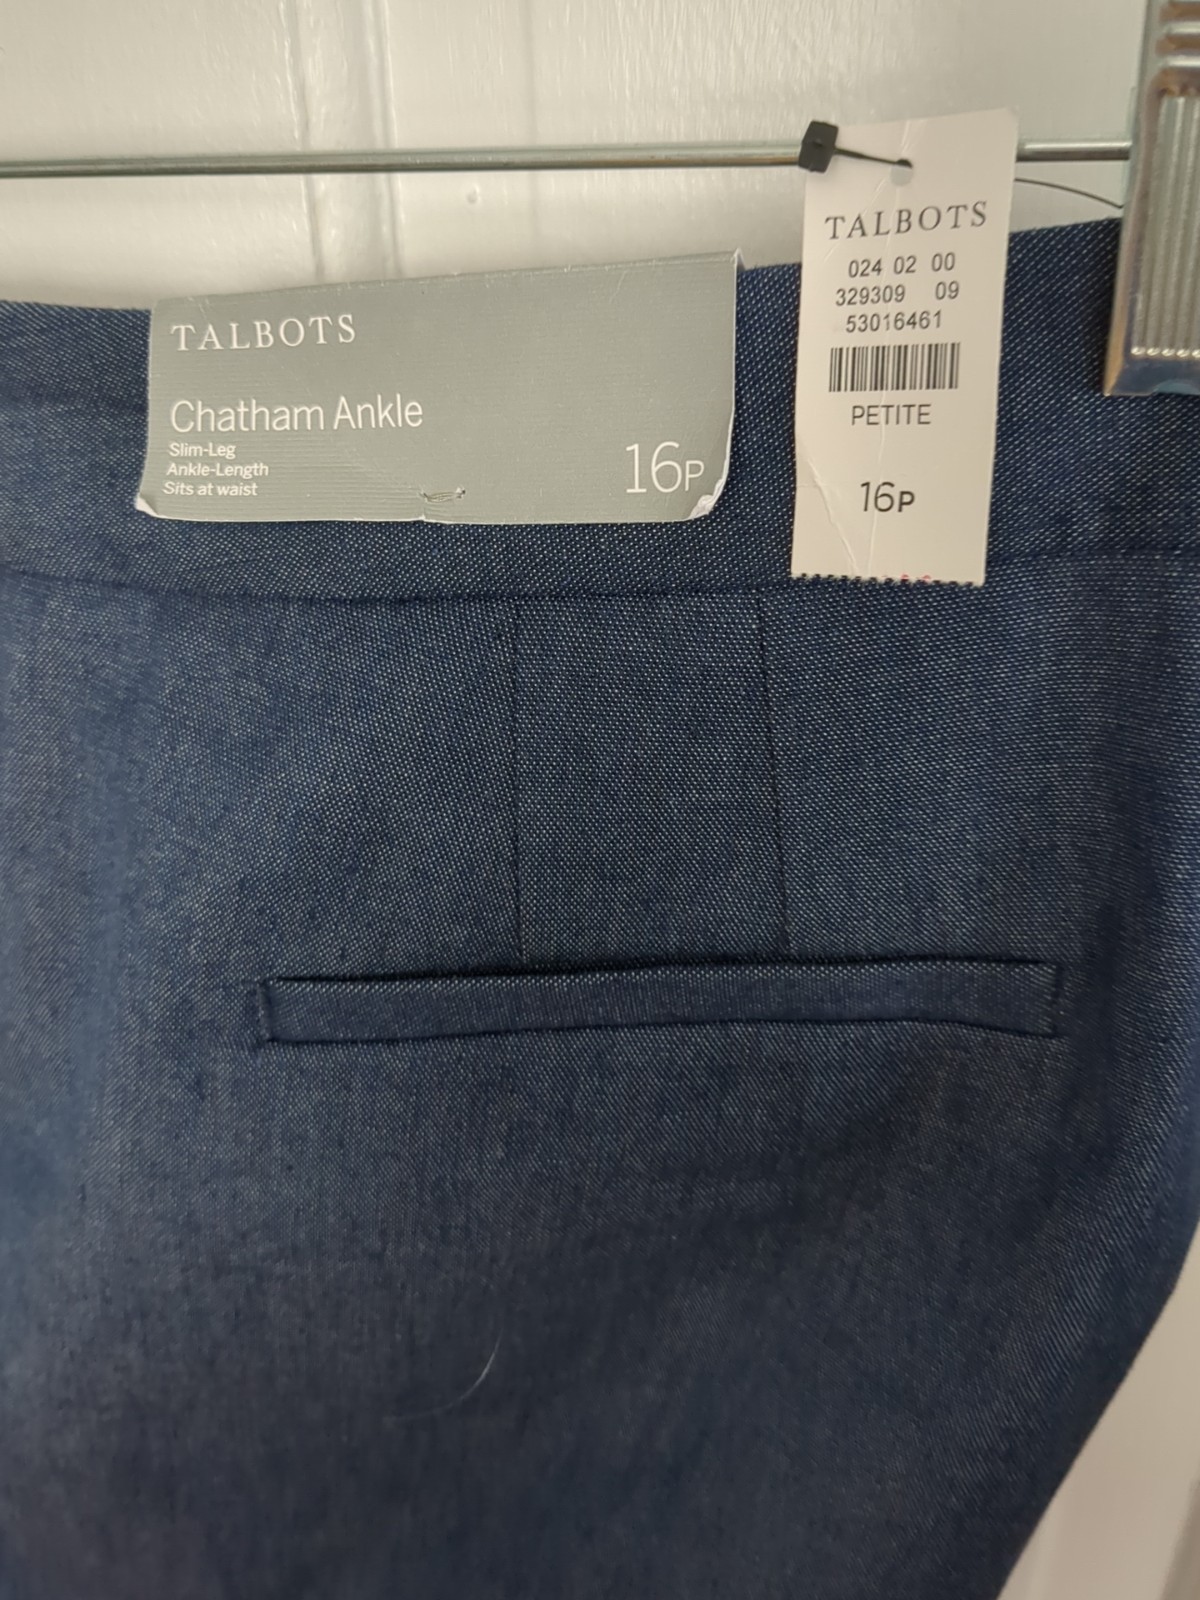 TALBOTS
Chatham Ankle
Slim-Leg
Ankle-Length
Sits at waist
16P
TALBOTS
024 02 00
329309 09
53016461
PETITE
16P